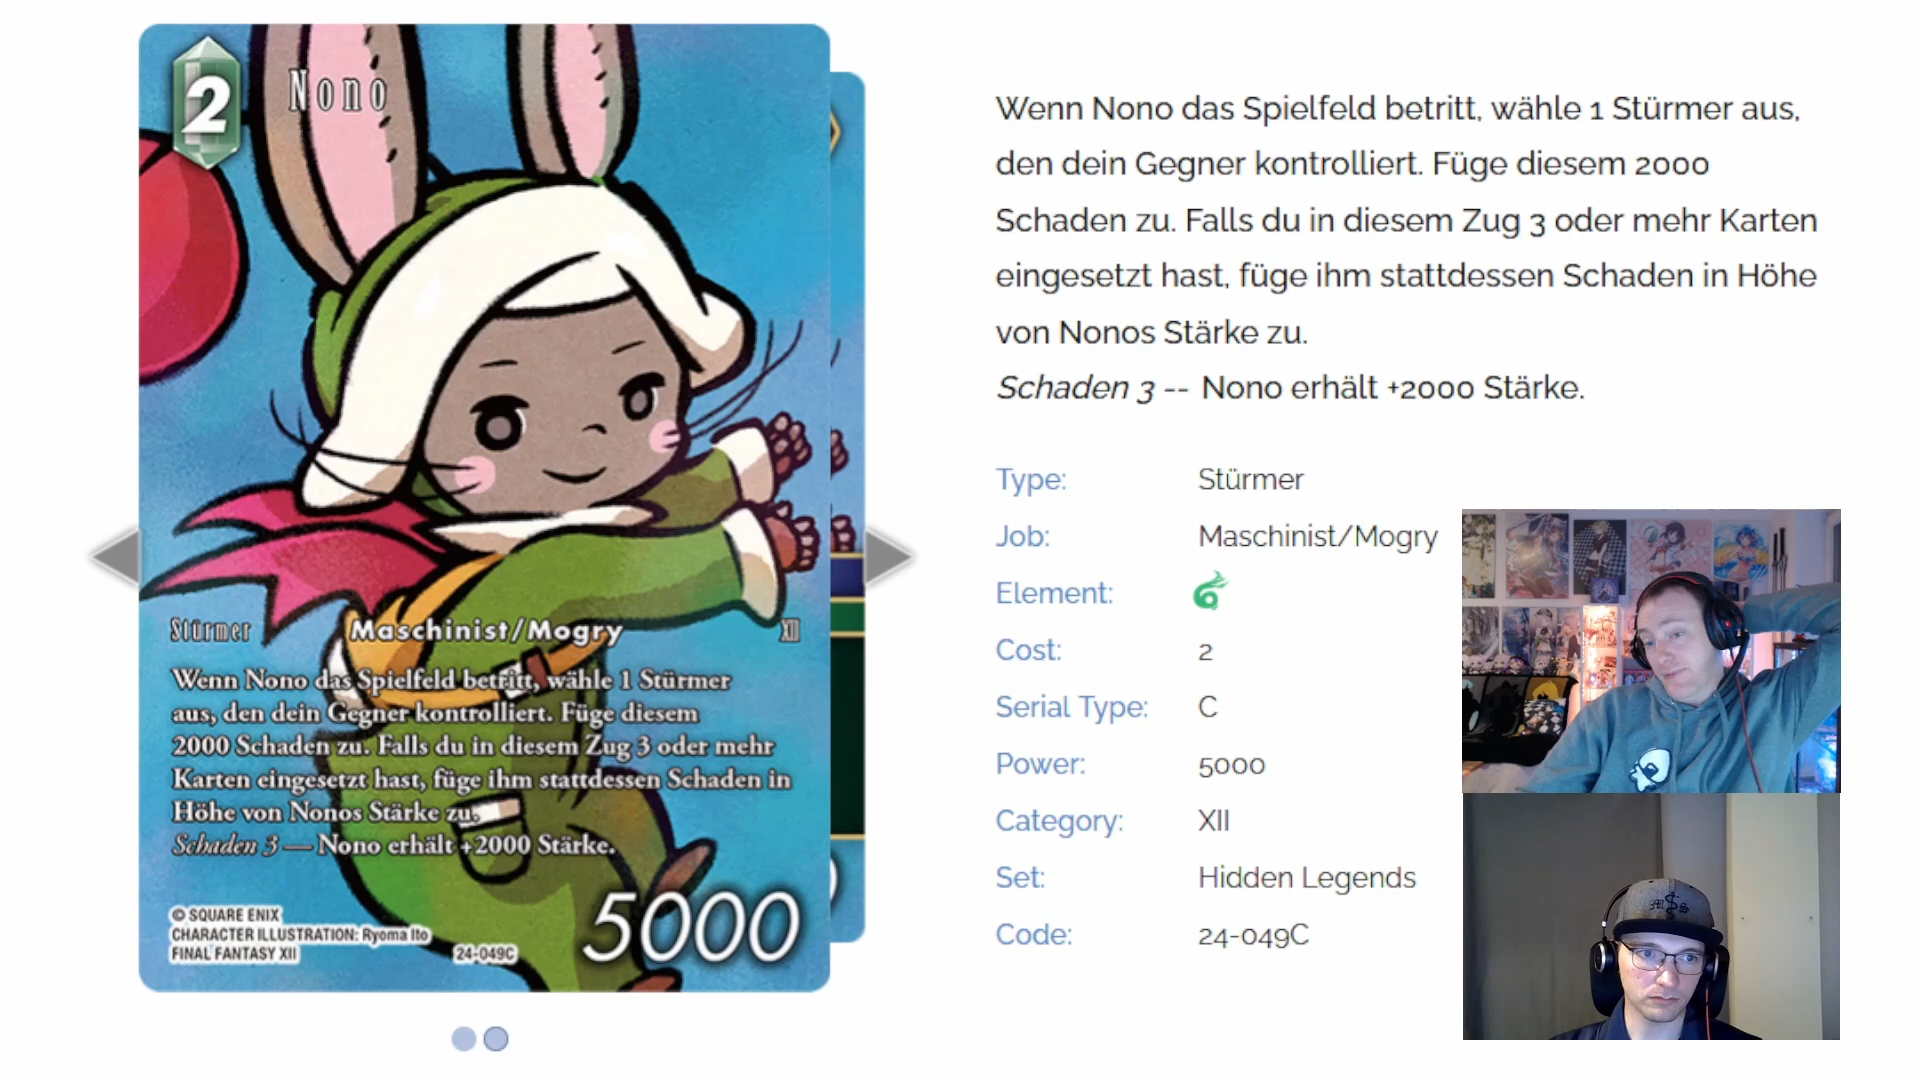 2
Nono
Stürmer
Maschinist/Mogry
XII
Wenn Nono das Spielfeld betritt, wähle 1 Stürmer
aus, den dein Gegner kontrolliert. Füge diesem
2000 Schaden zu. Falls du in diesem Zug 3 oder mehr
Karten eingesetzt hast, füge ihm stattdessen Schaden in
Höhe von Nonos Stärke zu.
Schaden 3 — Nono erhält +2000 Stärke.
© SQUARE ENIX
CHARACTER ILLUSTRATION: Ryoma Ito
FINAL FANTASY XII
24-049C
5000
Wenn Nono das Spielfeld betritt, wähle 1 Stürmer aus,
den dein Gegner kontrolliert. Füge diesem 2000
Schaden zu. Falls du in diesem Zug 3 oder mehr Karten
eingesetzt hast, füge ihm stattdessen Schaden in Höhe
von Nonos Stärke zu.
Schaden 3 -- Nono erhält +2000 Stärke.
Type: Stürmer
Job: Maschinist/Mogry
Element:
Cost: 2
Serial Type: C
Power: 5000
Category: XII
Set: Hidden Legends
Code: 24-049C